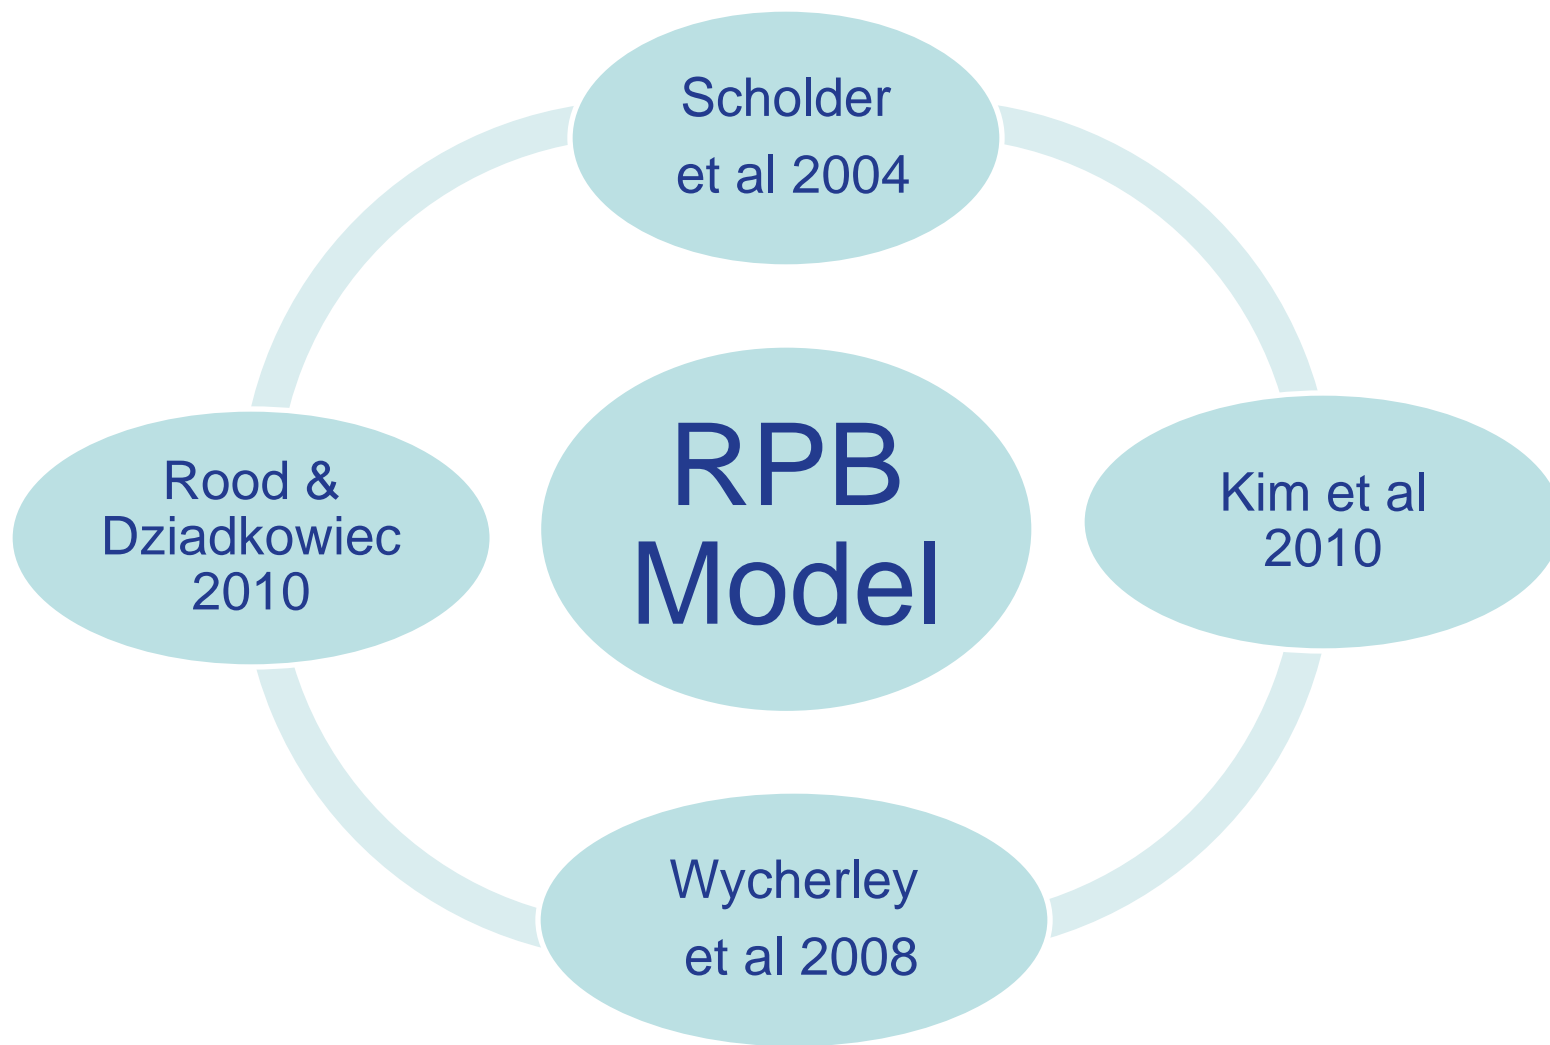 Scholder
et al 2004
Rood &
Dziadkowiec
2010
RPB
Model
Kim et al
2010
Wycherley
et al 2008